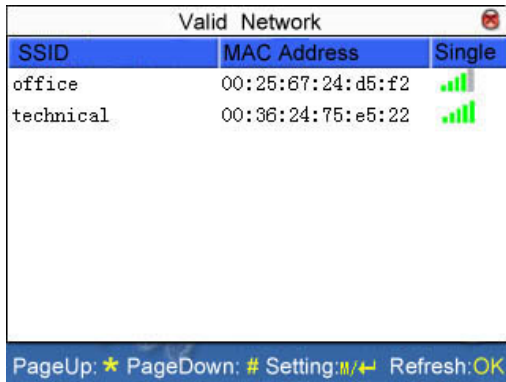 Valid Network
SSID MAC Address Single
office 00:25:67:24:d5:f2
technical 00:36:24:75:e5:22
PageUp: * PageDown: # Setting:M/↵ Refresh:OK